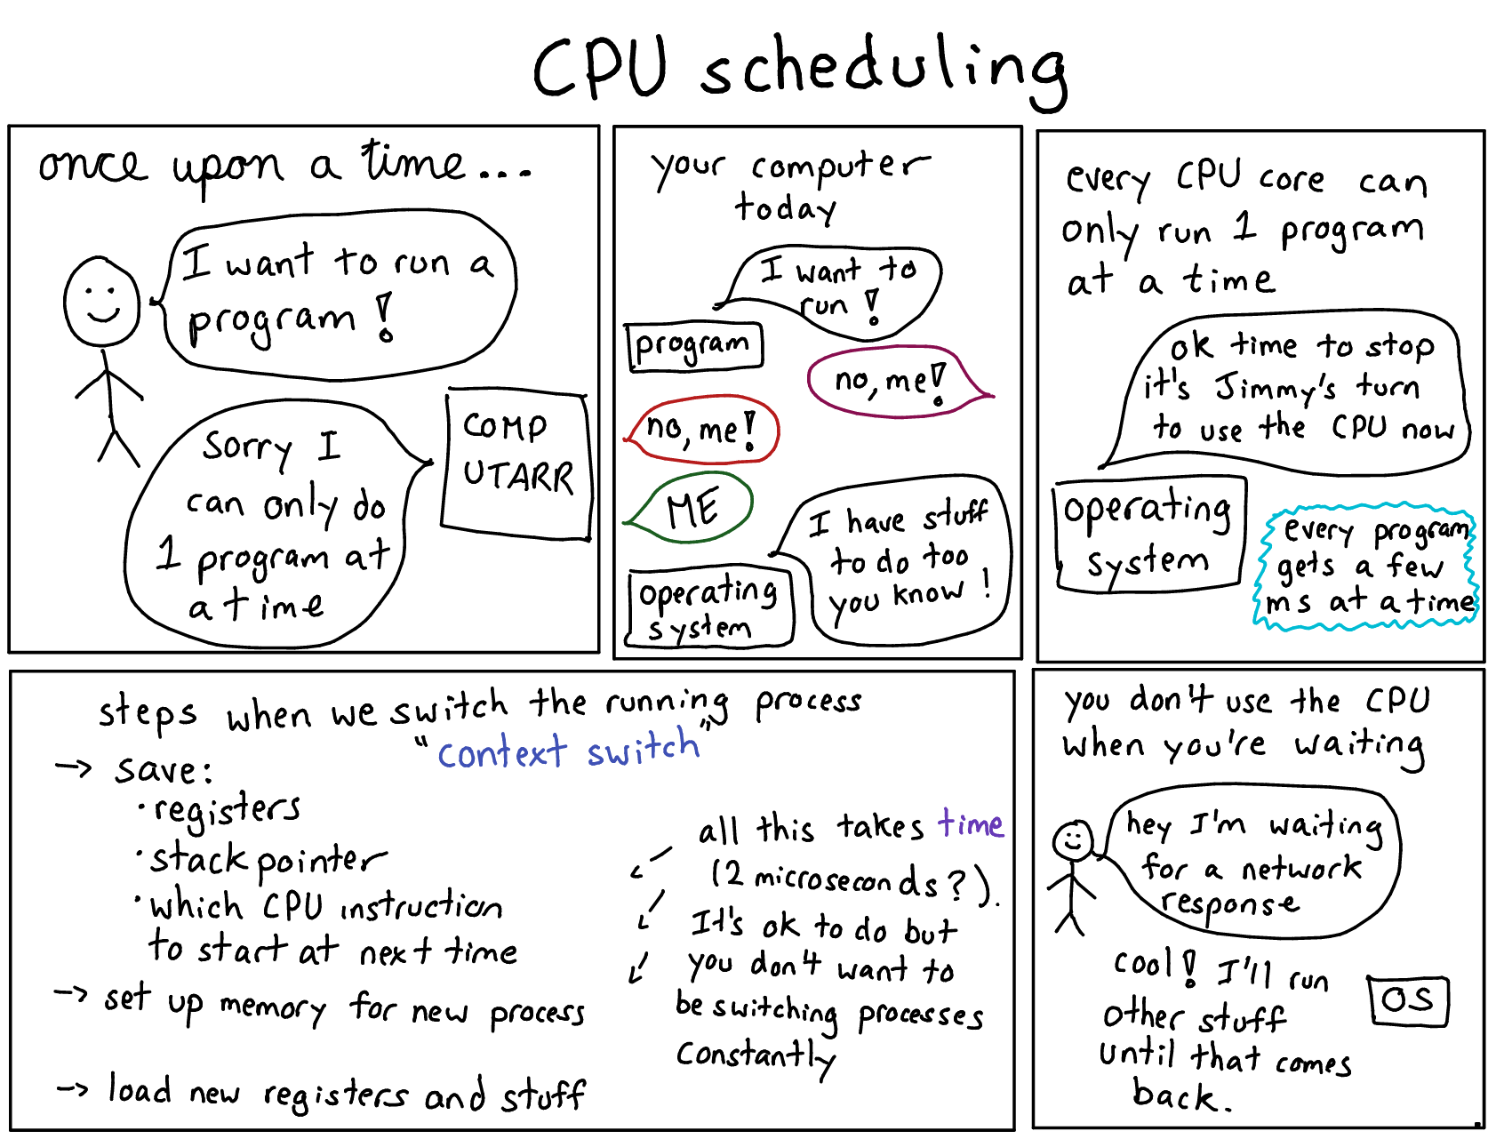 CPU scheduling
once upon a time...
I want to run a
program!
COMP
UTARR
Sorry I
can only do
1 program at
a time
your computer
today
I want to
run!
program
no, me!
no, me!
ME
I have stuff
to do too
you know!
operating
system
every CPU core can
only run 1 program
at a time
ok time to stop
it's Jimmy's turn
to use the CPU now
operating
system
every program
gets a few
ms at a time
steps when we switch the running process
"context switch"
→ save:
· registers
· stack pointer
· which CPU instruction
to start at next time
→ set up memory for new process
→ load new registers and stuff
all this takes time
(2 microseconds?).
It's ok to do but
you don't want to
be switching processes
constantly
you don't use the CPU
when you're waiting
hey I'm waiting
for a network
response
cool! I'll run
other stuff
until that comes
back.
OS